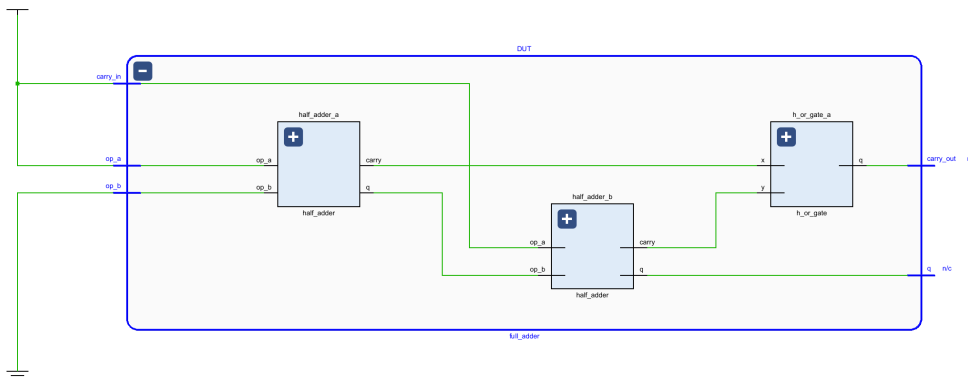 DUT
carry_in
half_adder_a
h_or_gate_a
op_a
op_a
carry
x
q
carry_out
op_b
op_b
q
y
half_adder_b
half_adder
h_or_gate
op_a
carry
op_b
q
q n/c
half_adder
full_adder